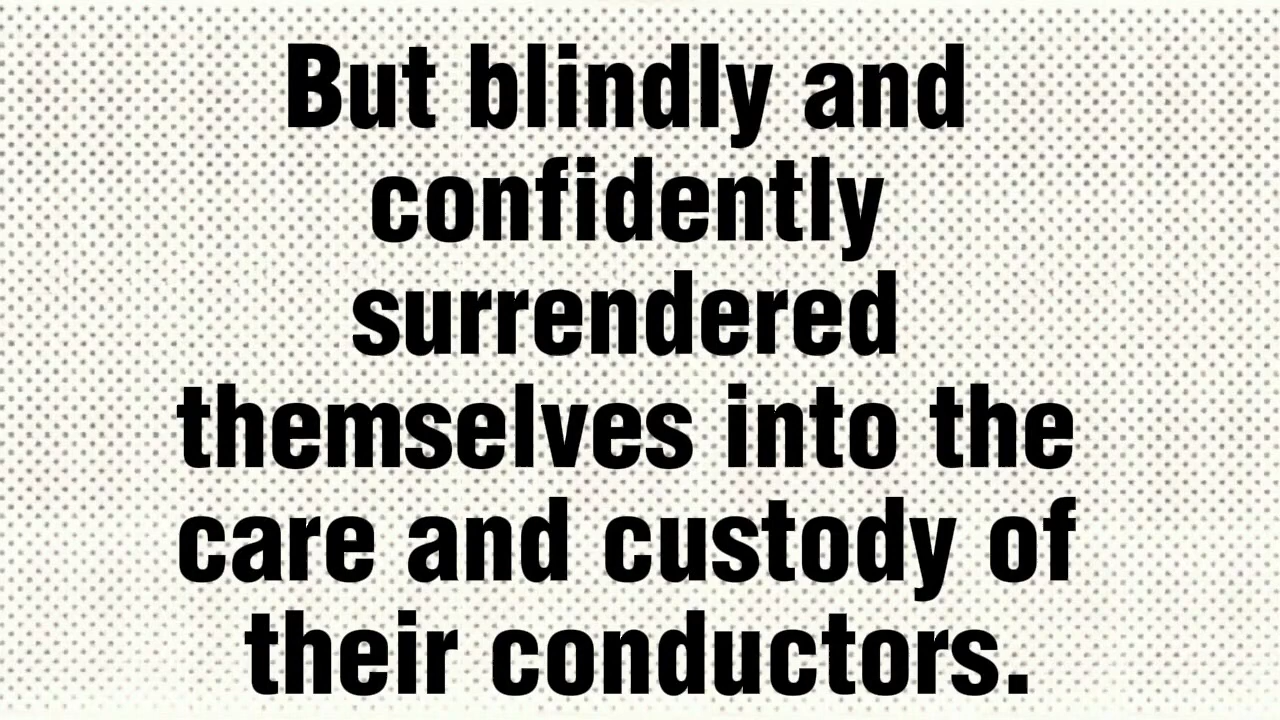 But blindly and
confidently
surrendered
themselves into the
care and custody of
their conductors.